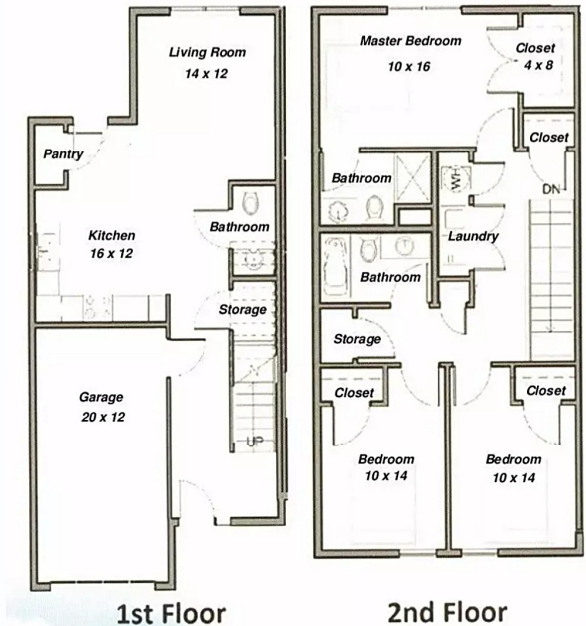 Living Room
14 x 12
Pantry
Kitchen
16 x 12
Bathroom
Storage
Garage
20 x 12
UP
1st Floor
Master Bedroom
10 x 16
Closet
4 x 8
Closet
Bathroom
WH
DN
Laundry
Bathroom
Storage
Closet
Closet
Bedroom
10 x 14
Bedroom
10 x 14
2nd Floor